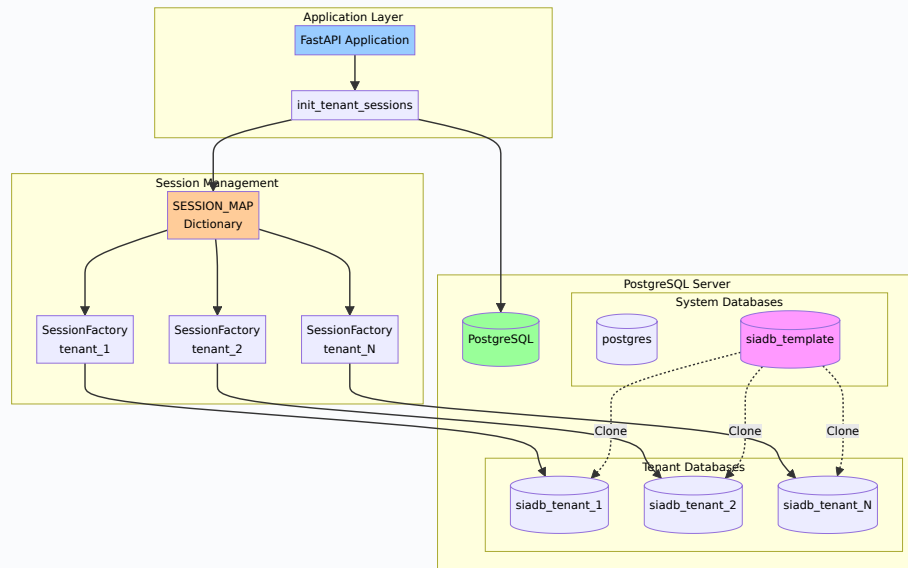 Application Layer
FastAPI Application
init_tenant_sessions
Session Management
SESSION_MAP
Dictionary
SessionFactory
tenant_1
SessionFactory
tenant_2
SessionFactory
tenant_N
PostgreSQL Server
System Databases
PostgreSQL
postgres
siadb_template
Clone
Clone
Clone
Tenant Databases
siadb_tenant_1
siadb_tenant_2
siadb_tenant_N